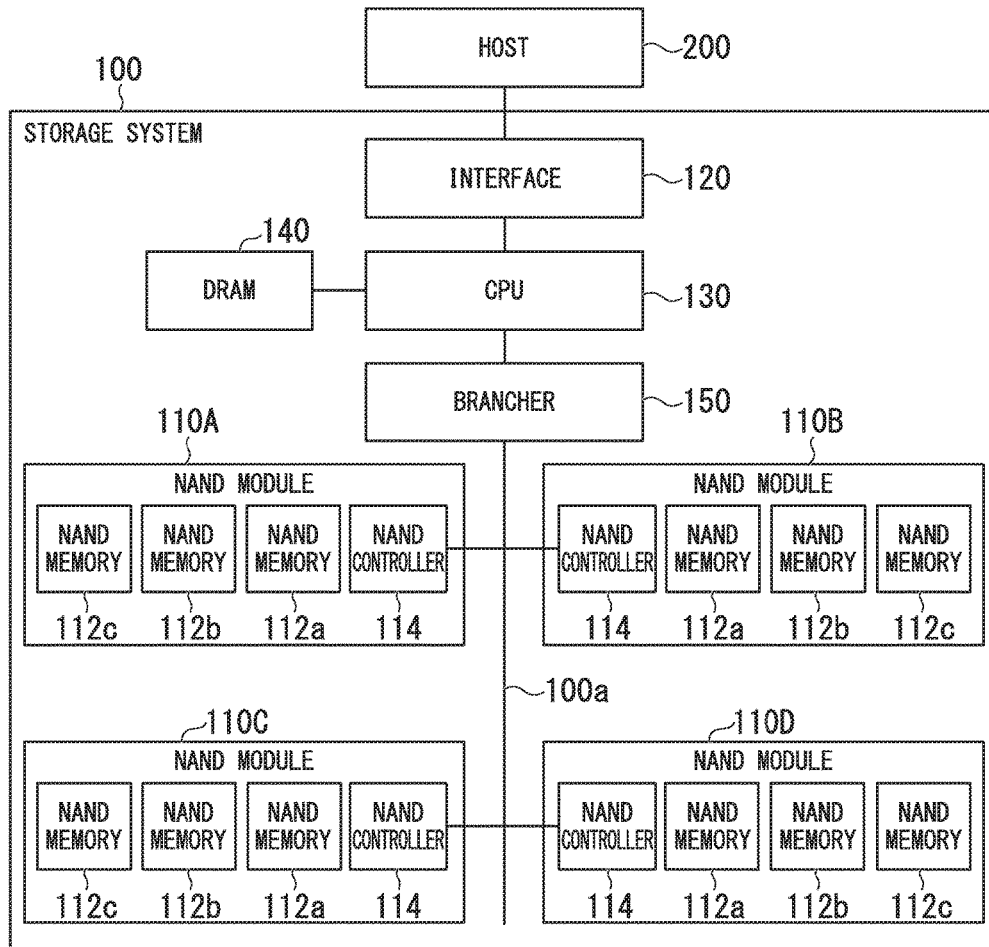 HOST
200
100
STORAGE SYSTEM
INTERFACE
120
140
DRAM
CPU
130
BRANCHER
150
110A
110B
NAND MODULE
NAND MODULE
NAND MEMORY
NAND MEMORY
NAND MEMORY
NAND CONTROLLER
NAND CONTROLLER
NAND MEMORY
NAND MEMORY
NAND MEMORY
112c 112b 112a 114
114 112a 112b 112c
100a
110C
110D
NAND MODULE
NAND MODULE
NAND MEMORY
NAND MEMORY
NAND MEMORY
NAND CONTROLLER
NAND CONTROLLER
NAND MEMORY
NAND MEMORY
NAND MEMORY
112c 112b 112a 114
114 112a 112b 112c